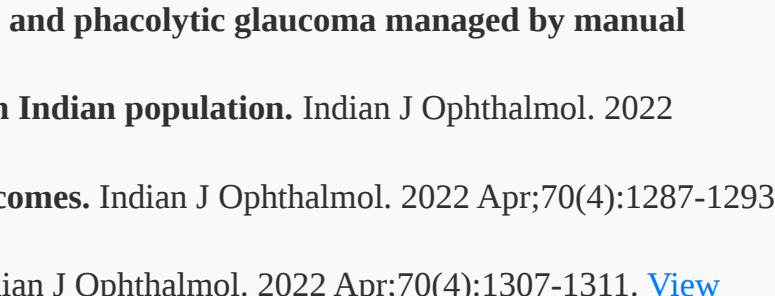 and phacolytic glaucoma managed by manual
Indian population. Indian J Ophthalmol. 2022
comes. Indian J Ophthalmol. 2022 Apr;70(4):1287-1293
ian J Ophthalmol. 2022 Apr;70(4):1307-1311. View